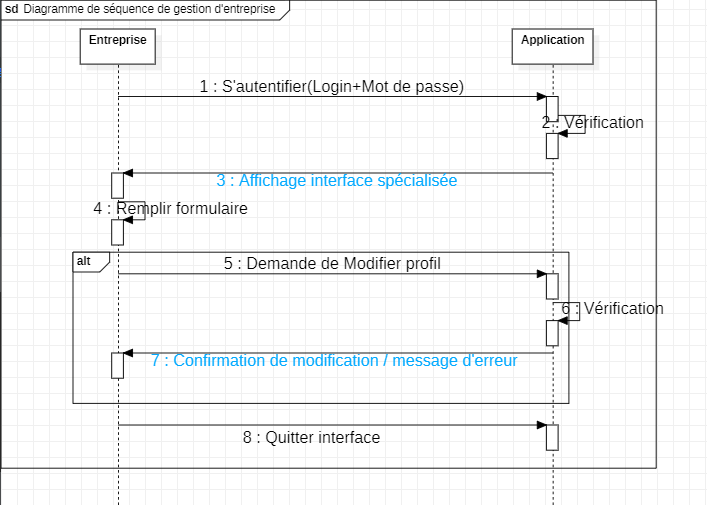 sd Diagramme de séquence de gestion d'entreprise
Entreprise
Application
1 : S'autentifier(Login+Mot de passe)
2 : Vérification
3 : Affichage interface spécialisée
4 : Remplir formulaire
alt
5 : Demande de Modifier profil
6 : Vérification
7 : Confirmation de modification / message d'erreur
8 : Quitter interface